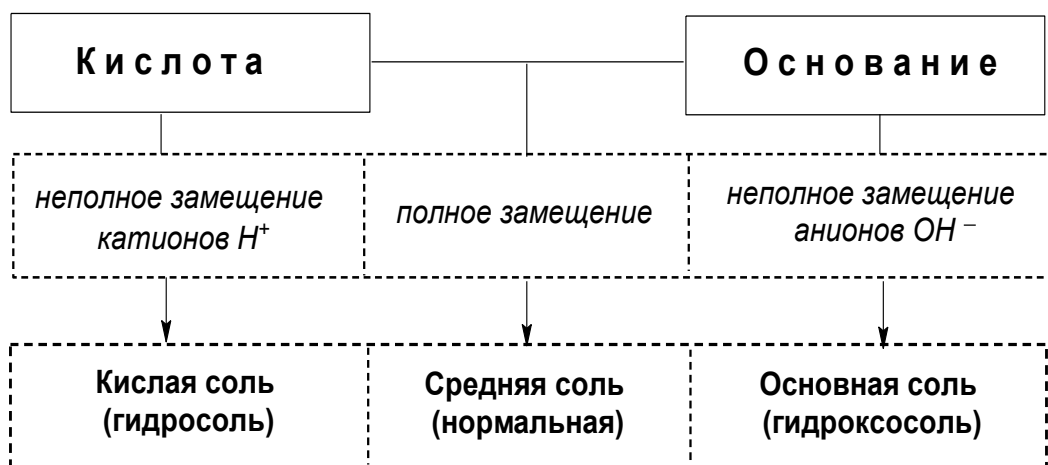 Кислота
Основание
неполное замещение
катионов H⁺
полное замещение
неполное замещение
анионов OH⁻
Кислая соль
(гидросоль)
Средняя соль
(нормальная)
Основная соль
(гидроксосоль)